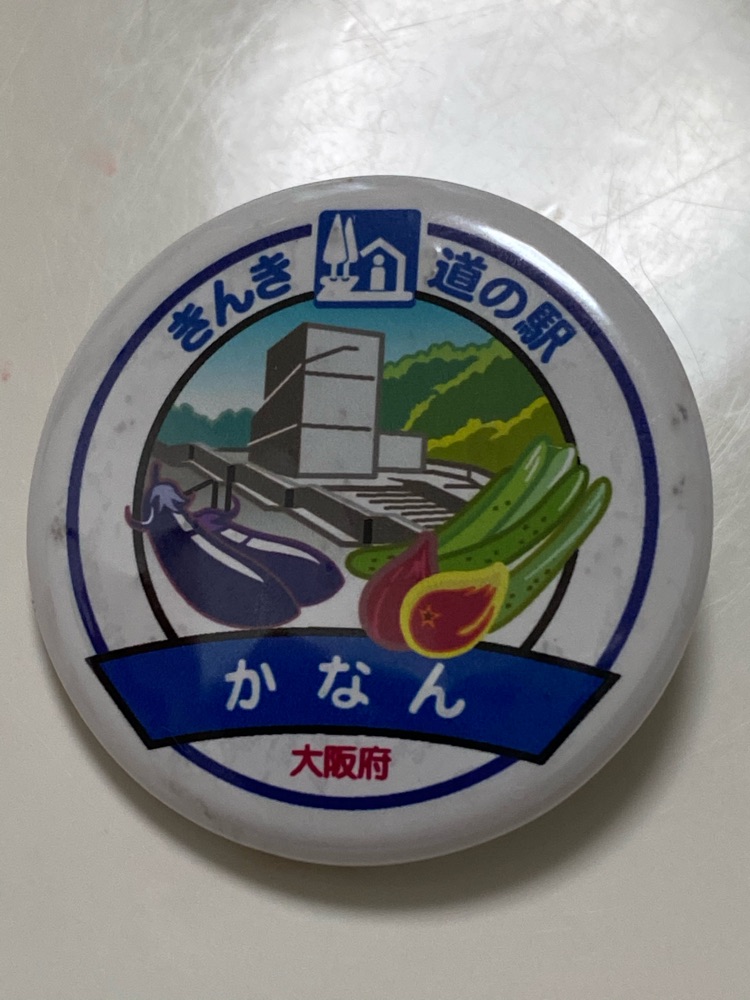 きんき 道の駅
かなん
大阪府